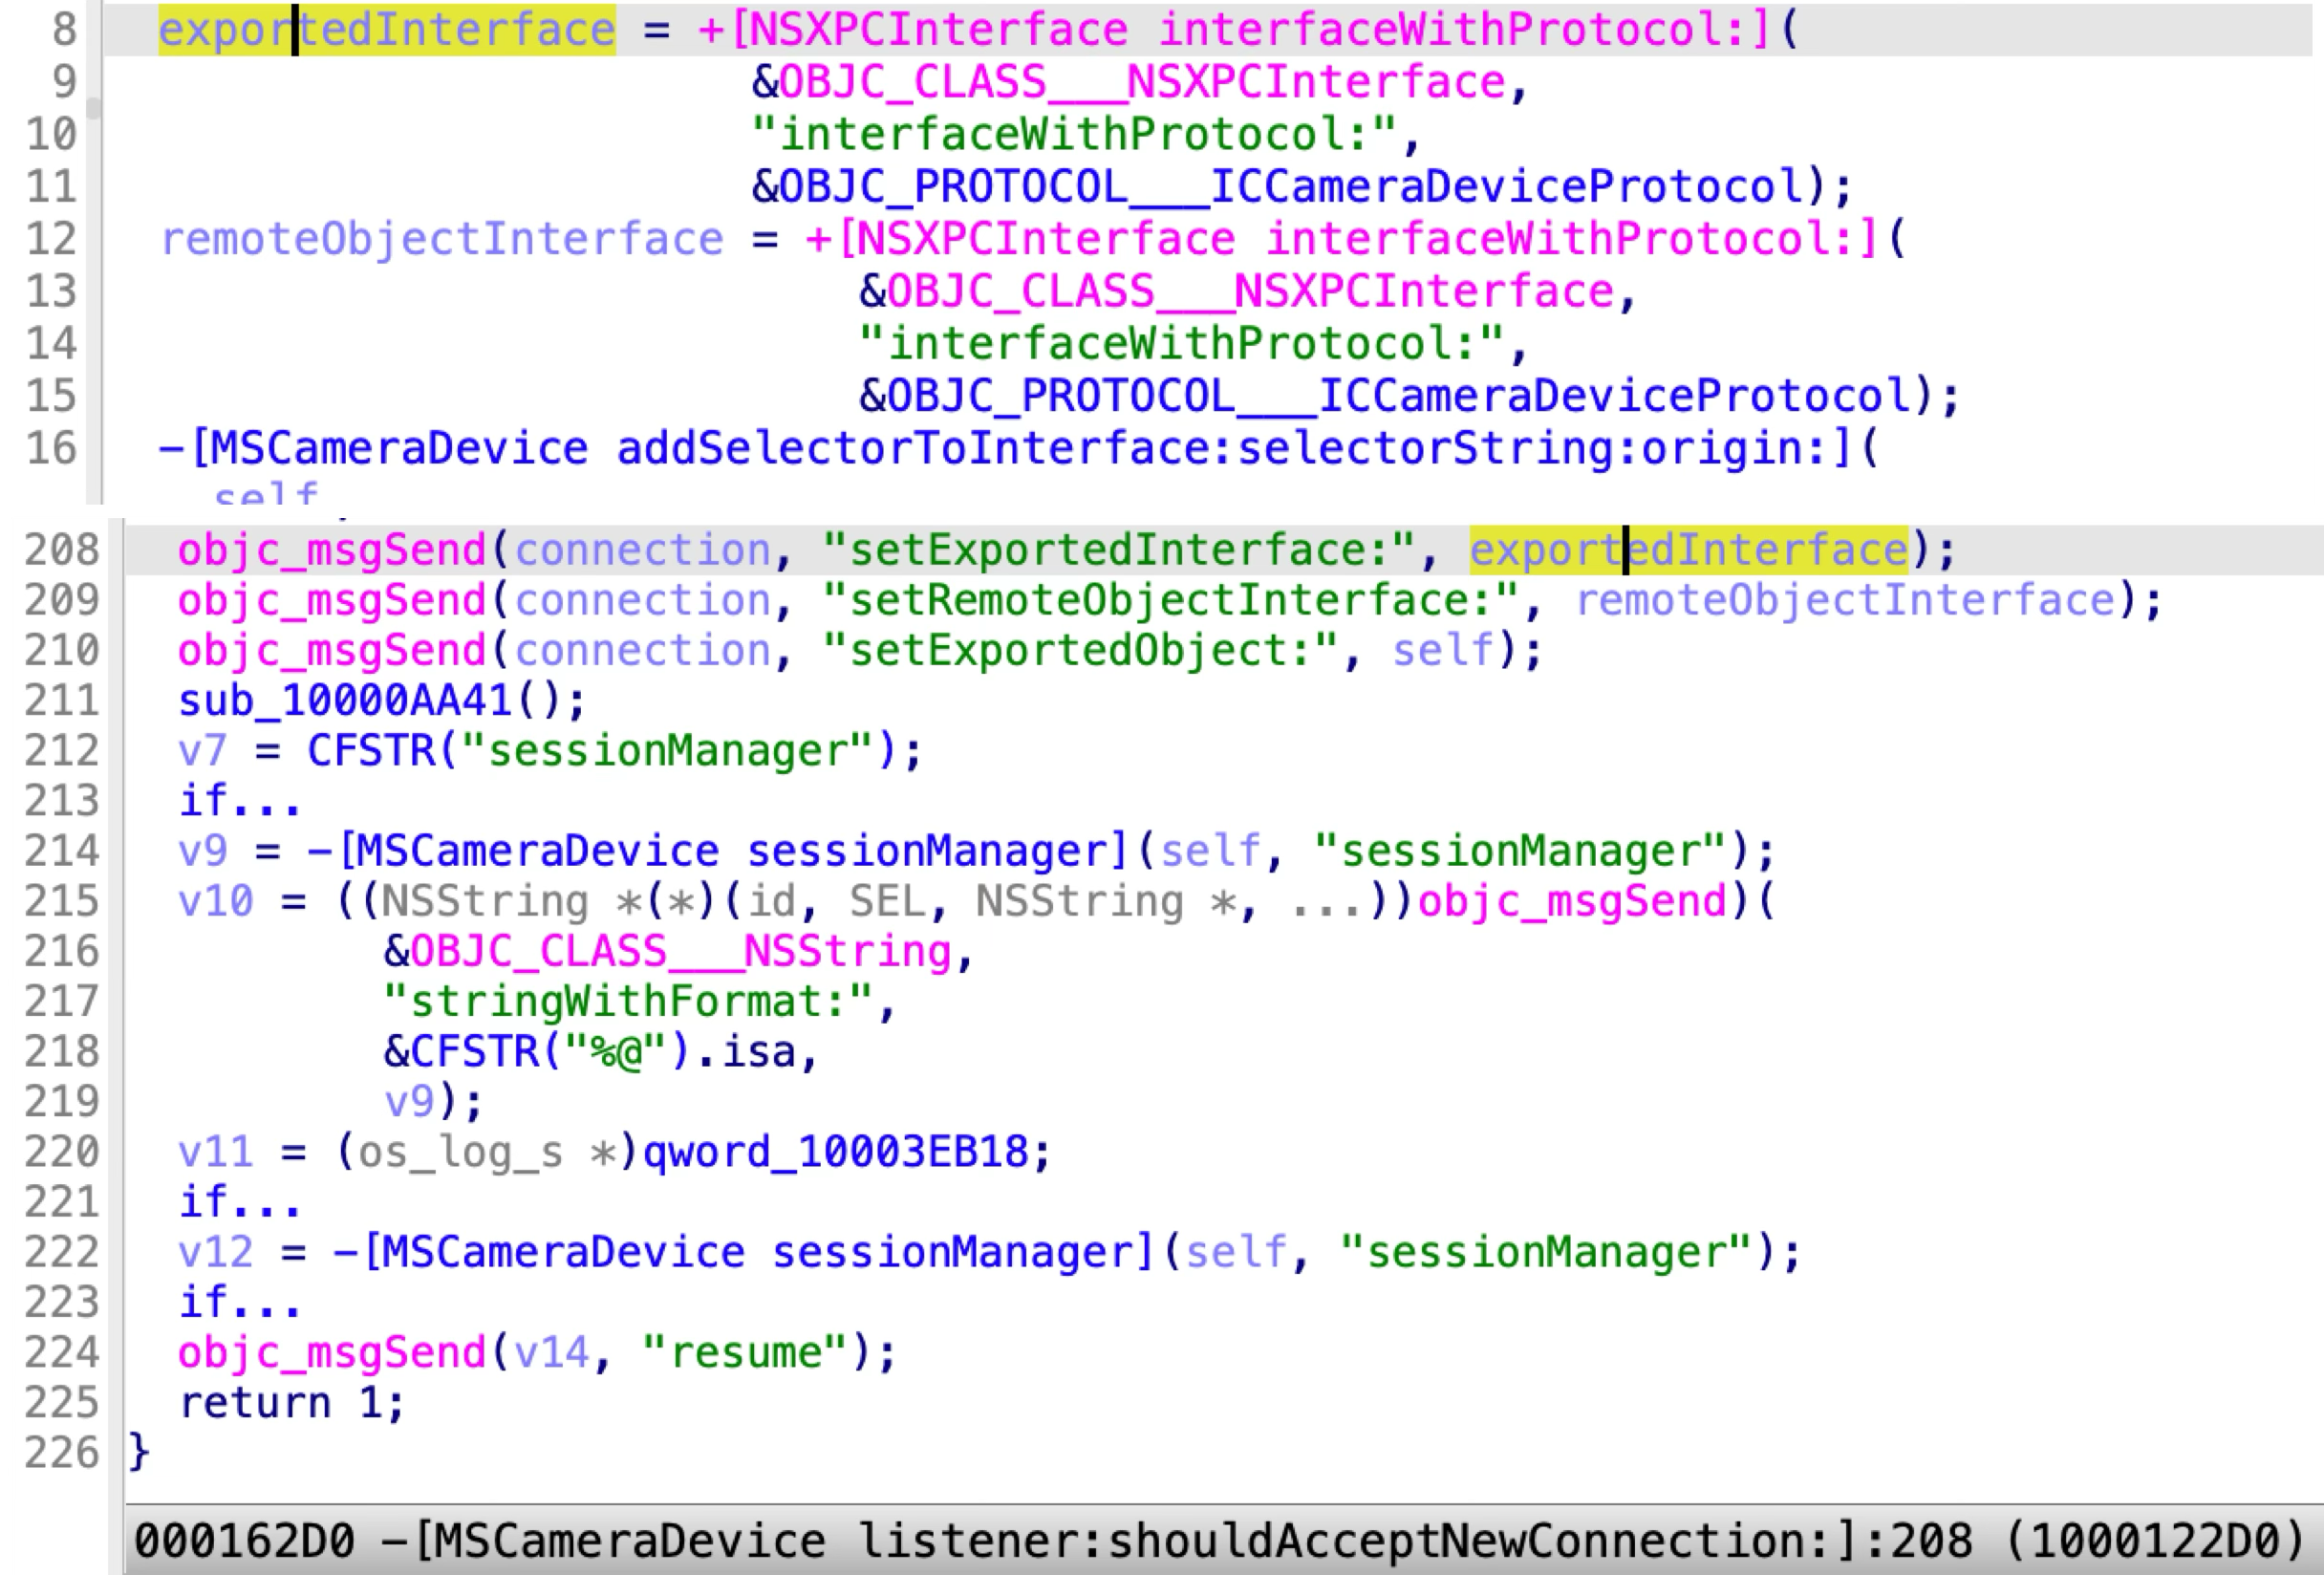 8 exportedInterface = +[NSXPCInterface interfaceWithProtocol:](
9 &OBJC_CLASS___NSXPCInterface,
10 "interfaceWithProtocol:",
11 &OBJC_PROTOCOL___ICCameraDeviceProtocol);
12 remoteObjectInterface = +[NSXPCInterface interfaceWithProtocol:](
13 &OBJC_CLASS___NSXPCInterface,
14 "interfaceWithProtocol:",
15 &OBJC_PROTOCOL___ICCameraDeviceProtocol);
16 -[MSCameraDevice addSelectorToInterface:selectorString:origin:](
self
208 objc_msgSend(connection, "setExportedInterface:", exportedInterface);
209 objc_msgSend(connection, "setRemoteObjectInterface:", remoteObjectInterface);
210 objc_msgSend(connection, "setExportedObject:", self);
211 sub_10000AA41();
212 v7 = CFSTR("sessionManager");
213 if...
214 v9 = -[MSCameraDevice sessionManager](self, "sessionManager");
215 v10 = ((NSString *(*)(id, SEL, NSString *, ...))objc_msgSend)(
216 &OBJC_CLASS___NSString,
217 "stringWithFormat:",
218 &CFSTR("%@").isa,
219 v9);
220 v11 = (os_log_s *)qword_10003EB18;
221 if...
222 v12 = -[MSCameraDevice sessionManager](self, "sessionManager");
223 if...
224 objc_msgSend(v14, "resume");
225 return 1;
226 }
000162D0 -[MSCameraDevice listener:shouldAcceptNewConnection:]:208 (1000122D0)